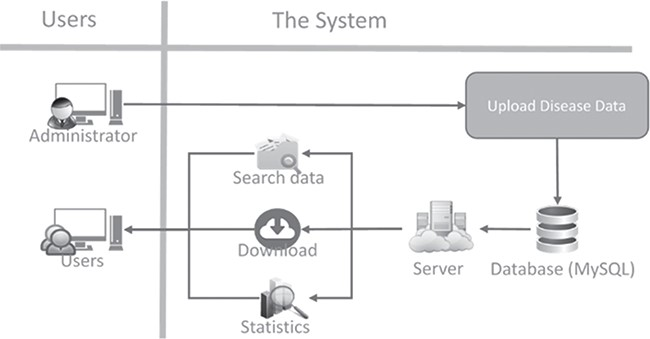 Users
The System
Administrator
Upload Disease Data
Search data
Users
Download
Server
Database (MySQL)
Statistics